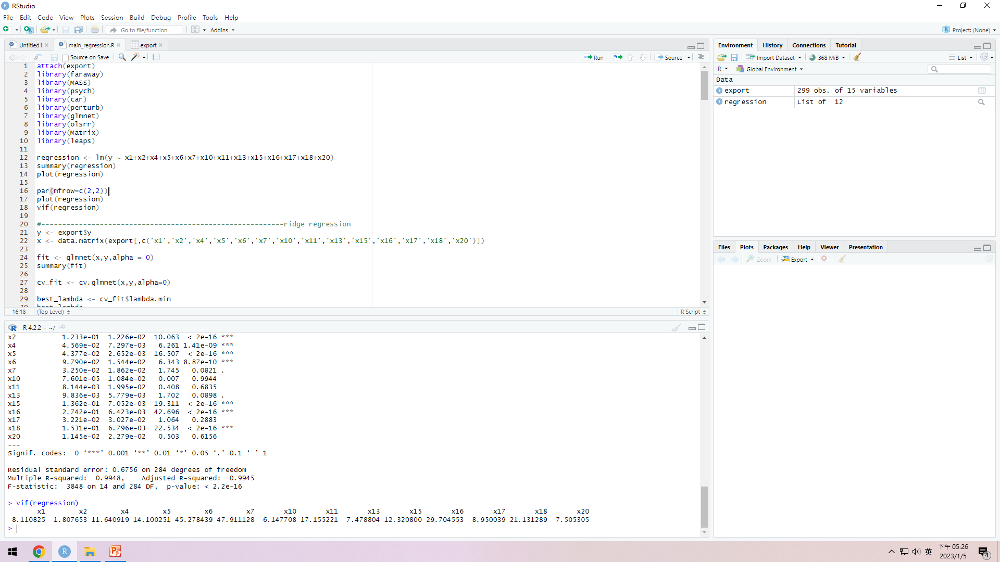 RStudio
File Edit Code View Plots Session Build Debug Profile Tools Help
Go to file/function Addins Project: (None)
Untitled1 main_regression.R export
Source on Save Run Source
1 attach(export)
2 library(faraway)
3 library(MASS)
4 library(psych)
5 library(car)
6 library(perturb)
7 library(glmnet)
8 library(olsrr)
9 library(Matrix)
10 library(leaps)
11
12 regression <- lm(y ~ x1+x2+x4+x5+x6+x7+x10+x11+x13+x15+x16+x17+x18+x20)
13 summary(regression)
14 plot(regression)
15
16 par(mfrow=c(2,2))
17 plot(regression)
18 vif(regression)
19
20 #----------------------------------------------------------ridge regression
21 y <- export$y
22 x <- data.matrix(export[,c('x1','x2','x4','x5','x6','x7','x10','x11','x13','x15','x16','x17','x18','x20')])
23
24 fit <- glmnet(x,y,alpha = 0)
25 summary(fit)
26
27 cv_fit <- cv.glmnet(x,y,alpha=0)
28
29 best_lambda <- cv_fit$lambda.min
30 best_lambda
16:18 (Top Level) R Script
R 4.2.2 · ~/
x2 1.233e-01 1.226e-02 10.063 < 2e-16 ***
x4 4.569e-02 7.297e-03 6.261 1.41e-09 ***
x5 4.377e-02 2.652e-03 16.507 < 2e-16 ***
x6 9.790e-02 1.544e-02 6.343 8.87e-10 ***
x7 3.250e-02 1.862e-02 1.745 0.0821 .
x10 7.601e-05 1.084e-02 0.007 0.9944
x11 8.144e-03 1.995e-02 0.408 0.6835
x13 9.836e-03 5.779e-03 1.702 0.0898 .
x15 1.362e-01 7.052e-03 19.311 < 2e-16 ***
x16 2.742e-01 6.423e-03 42.696 < 2e-16 ***
x17 3.221e-02 3.027e-02 1.064 0.2883
x18 1.531e-01 6.796e-03 22.534 < 2e-16 ***
x20 1.145e-02 2.279e-02 0.503 0.6156
---
Signif. codes: 0 ‘***’ 0.001 ‘**’ 0.01 ‘*’ 0.05 ‘.’ 0.1 ‘ ’ 1
Residual standard error: 0.6756 on 284 degrees of freedom
Multiple R-squared: 0.9948, Adjusted R-squared: 0.9945
F-statistic: 3848 on 14 and 284 DF, p-value: < 2.2e-16
> vif(regression)
x1 x2 x4 x5 x6 x7 x10 x11 x13 x15 x16 x17 x18 x20
8.110825 1.807653 11.640919 14.100251 45.278439 47.911128 6.147708 17.155221 7.478804 12.320800 29.704553 8.950039 21.131289 7.505305
>
Environment History Connections Tutorial
Import Dataset 368 MiB List
R Global Environment
Data
export 299 obs. of 15 variables
regression List of 12
Files Plots Packages Help Viewer Presentation
Zoom Export
英
下午 05:26
2023/1/5
4